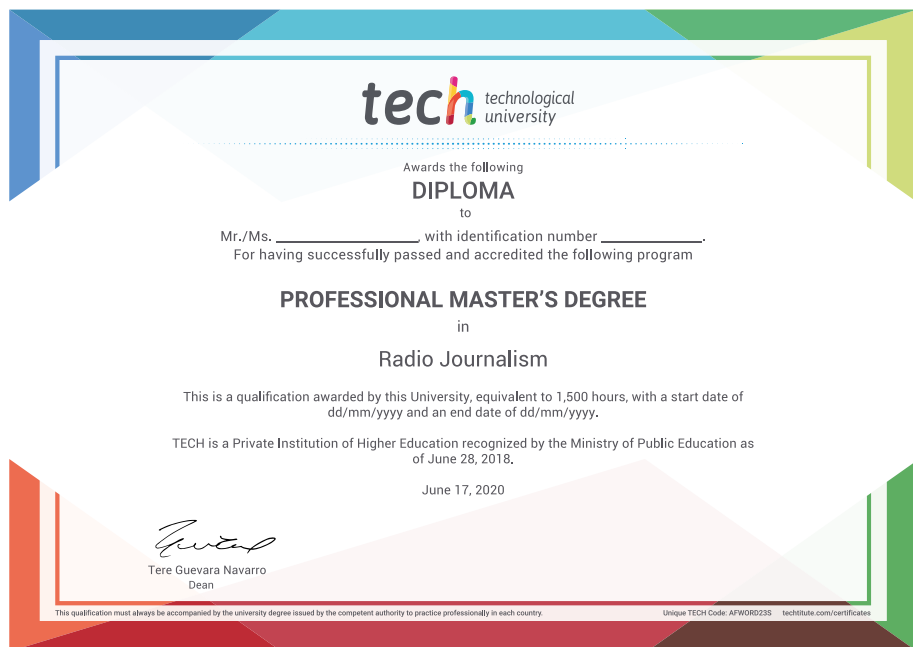 tech technological
university
Awards the following
DIPLOMA
to
Mr./Ms. ____________________, with identification number ______________.
For having successfully passed and accredited the following program
PROFESSIONAL MASTER'S DEGREE
in
Radio Journalism
This is a qualification awarded by this University, equivalent to 1,500 hours, with a start date of
dd/mm/yyyy and an end date of dd/mm/yyyy.
TECH is a Private Institution of Higher Education recognized by the Ministry of Public Education as
of June 28, 2018.
June 17, 2020
Tere Guevara Navarro
Dean
This qualification must always be accompanied by the university degree issued by the competent authority to practice professionally in each country.
Unique TECH Code: AFWORD23S techtitute.com/certificates